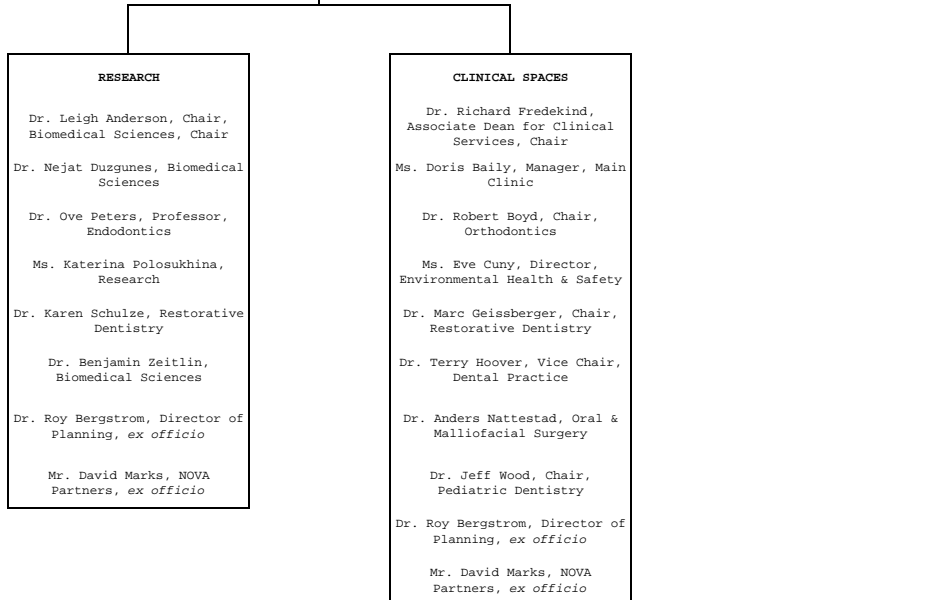 RESEARCH
Dr. Leigh Anderson, Chair,
Biomedical Sciences, Chair
Dr. Nejat Duzgunes, Biomedical
Sciences
Dr. Ove Peters, Professor,
Endodontics
Ms. Katerina Polosukhina,
Research
Dr. Karen Schulze, Restorative
Dentistry
Dr. Benjamin Zeitlin,
Biomedical Sciences
Dr. Roy Bergstrom, Director of
Planning, ex officio
Mr. David Marks, NOVA
Partners, ex officio
CLINICAL SPACES
Dr. Richard Fredekind,
Associate Dean for Clinical
Services, Chair
Ms. Doris Baily, Manager, Main
Clinic
Dr. Robert Boyd, Chair,
Orthodontics
Ms. Eve Cuny, Director,
Environmental Health & Safety
Dr. Marc Geissberger, Chair,
Restorative Dentistry
Dr. Terry Hoover, Vice Chair,
Dental Practice
Dr. Anders Nattestad, Oral &
Malliofacial Surgery
Dr. Jeff Wood, Chair,
Pediatric Dentistry
Dr. Roy Bergstrom, Director of
Planning, ex officio
Mr. David Marks, NOVA
Partners, ex officio